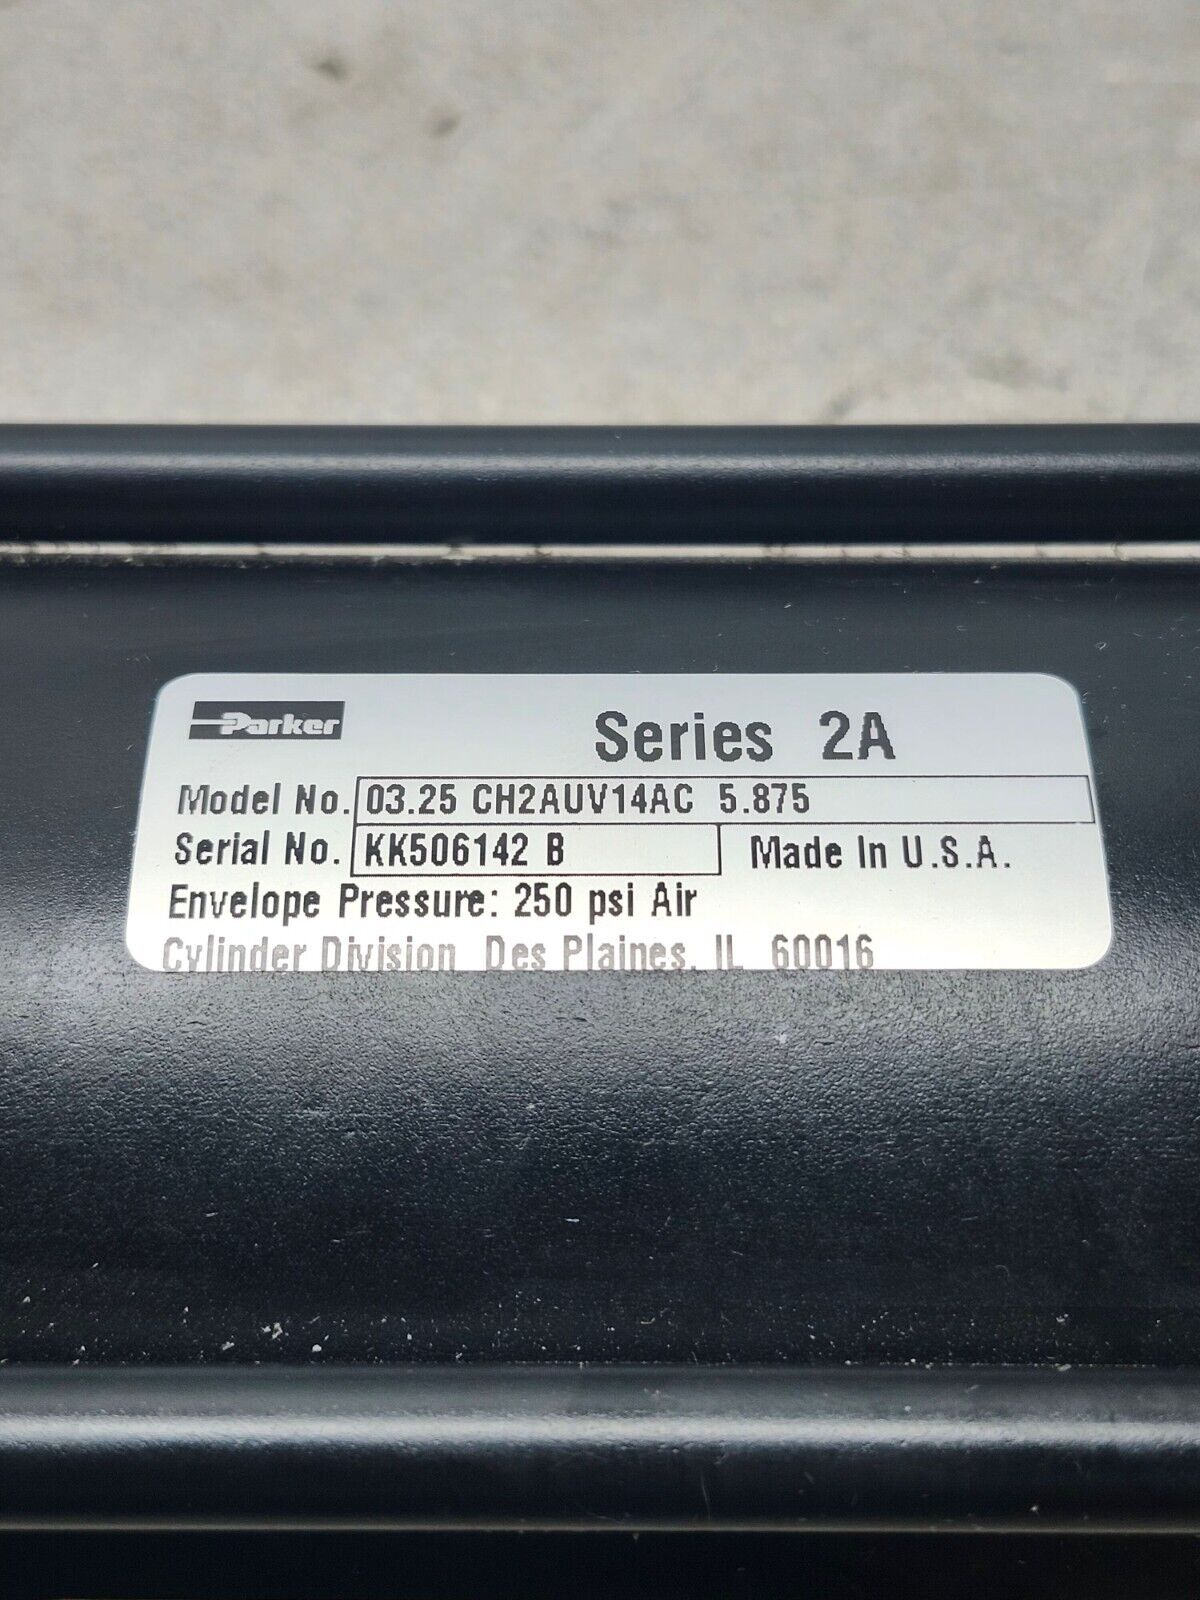 Parker
Series 2A
Model No. 03.25 CH2AUV14AC 5.875
Serial No. KK506142 B Made In U.S.A.
Envelope Pressure: 250 psi Air
Cylinder Division Des Plaines, IL 60016